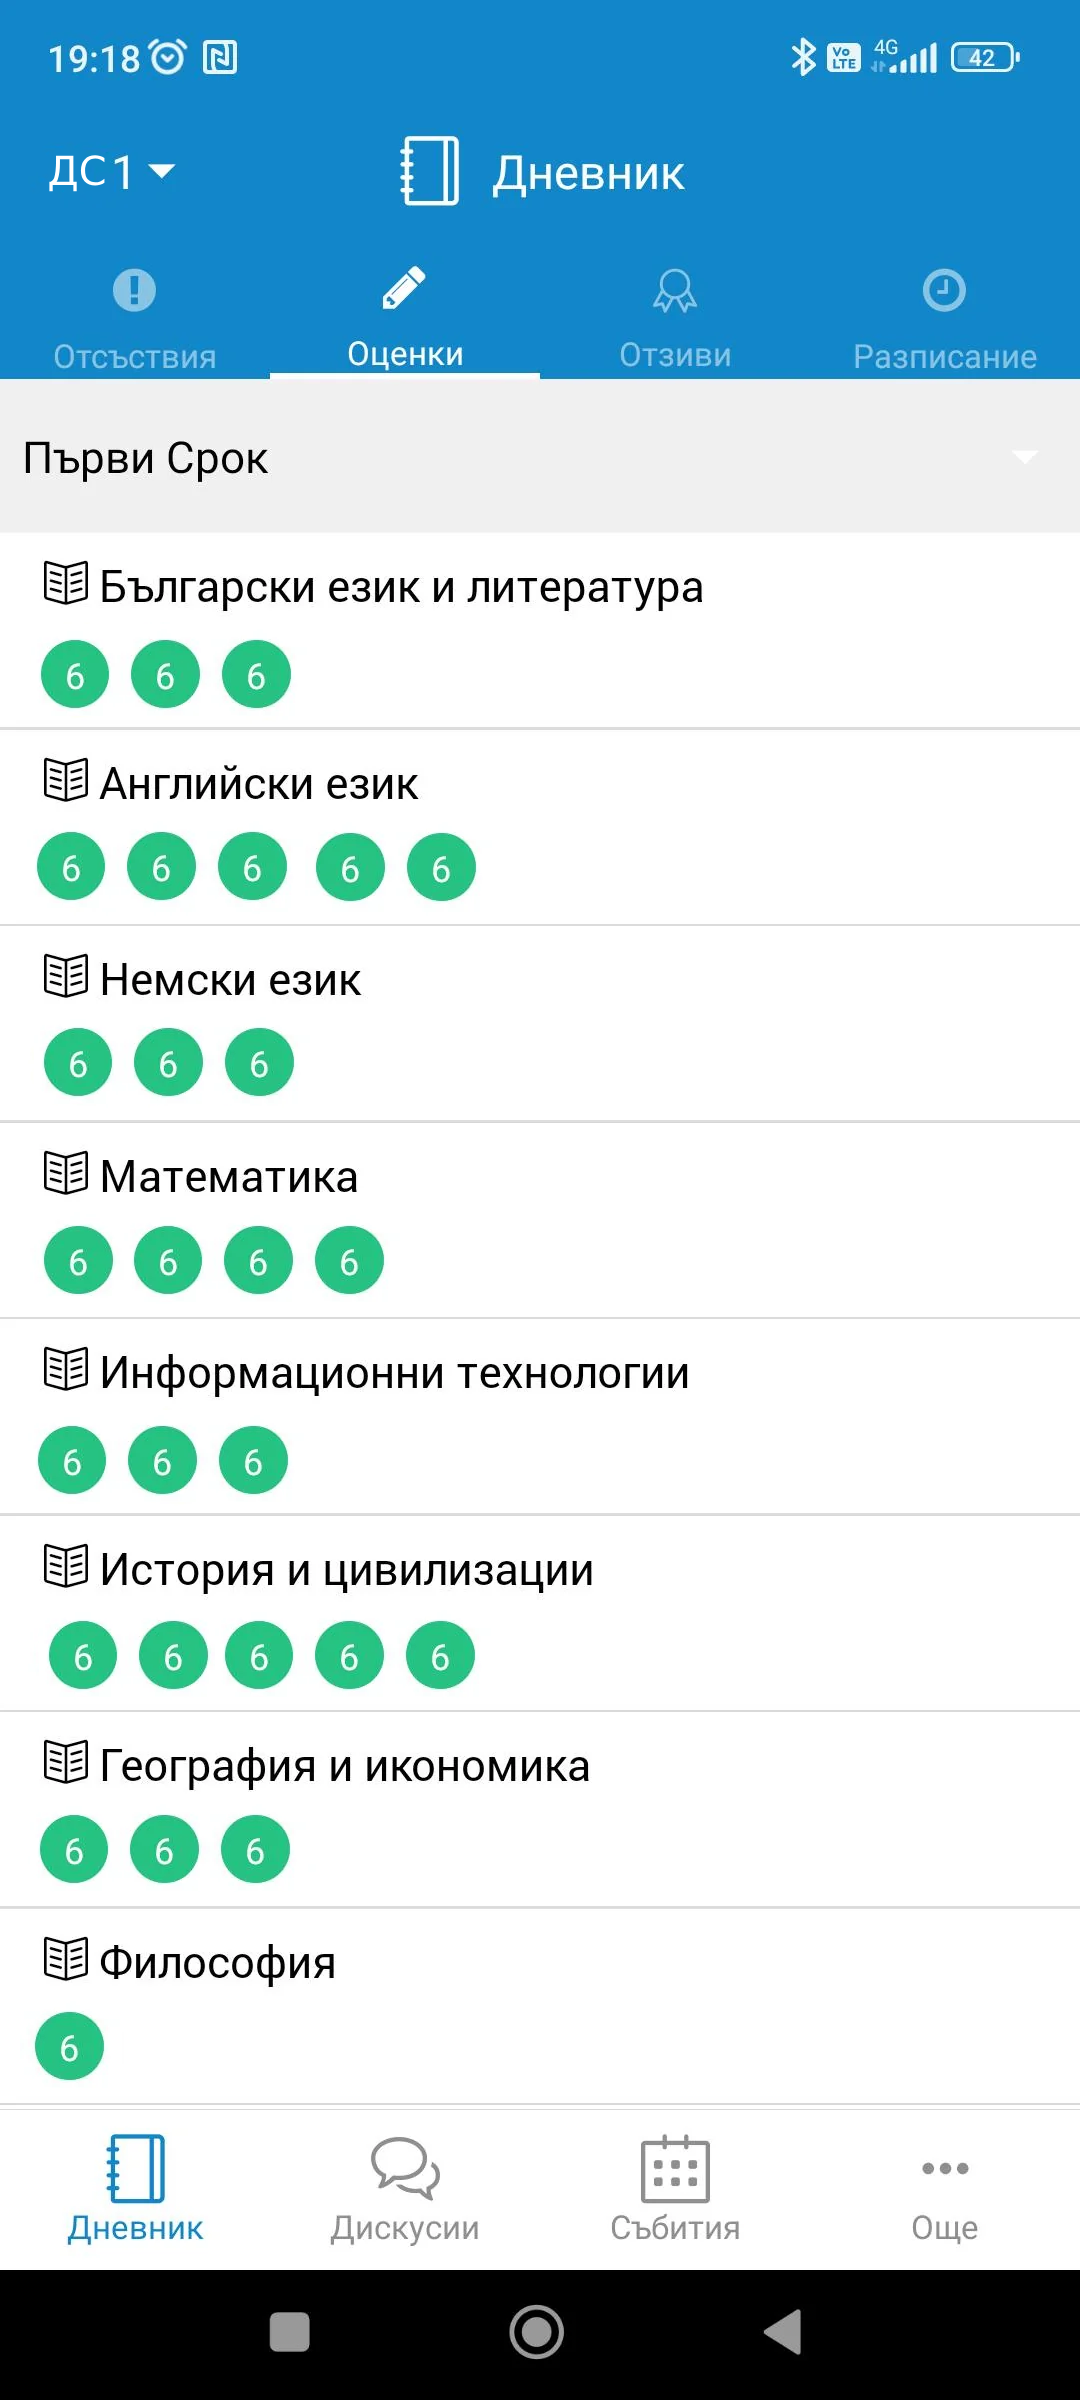 19:18 Vo LTE 4G 42
ДС1 Дневник
Отсъствия Оценки Отзиви Разписание
Първи Срок
Български език и литература
6 6 6
Английски език
6 6 6 6 6
Немски език
6 6 6
Математика
6 6 6 6
Информационни технологии
6 6 6
История и цивилизации
6 6 6 6 6
География и икономика
6 6 6
Философия
6
Дневник Дискусии Събития Още